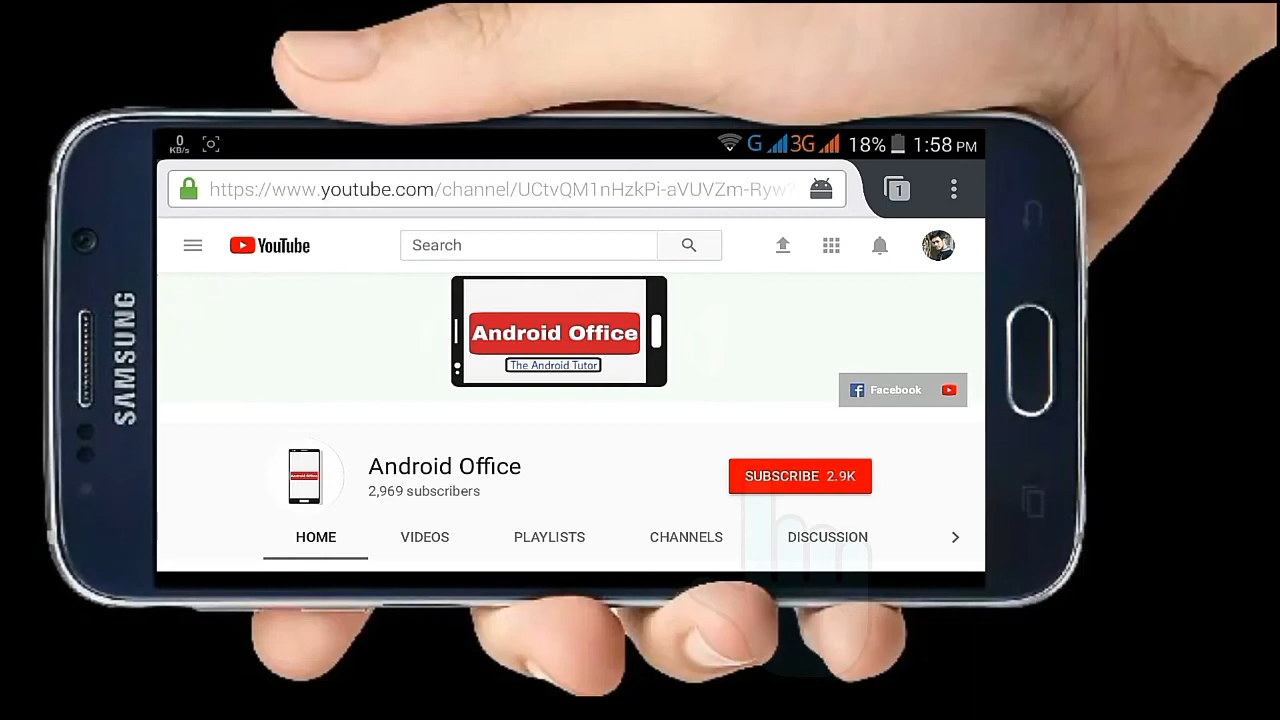 SAMSUNG
0
KB/s
G 3G 18% 1:58 PM
https://www.youtube.com/channel/UCtvQM1nHzkPi-aVUVZm-Ryw?
1
YouTube
Search
Android Office
The Android Tutor
Facebook
Android Office
Android Office
2,969 subscribers
SUBSCRIBE 2.9K
HOME VIDEOS PLAYLISTS CHANNELS DISCUSSION